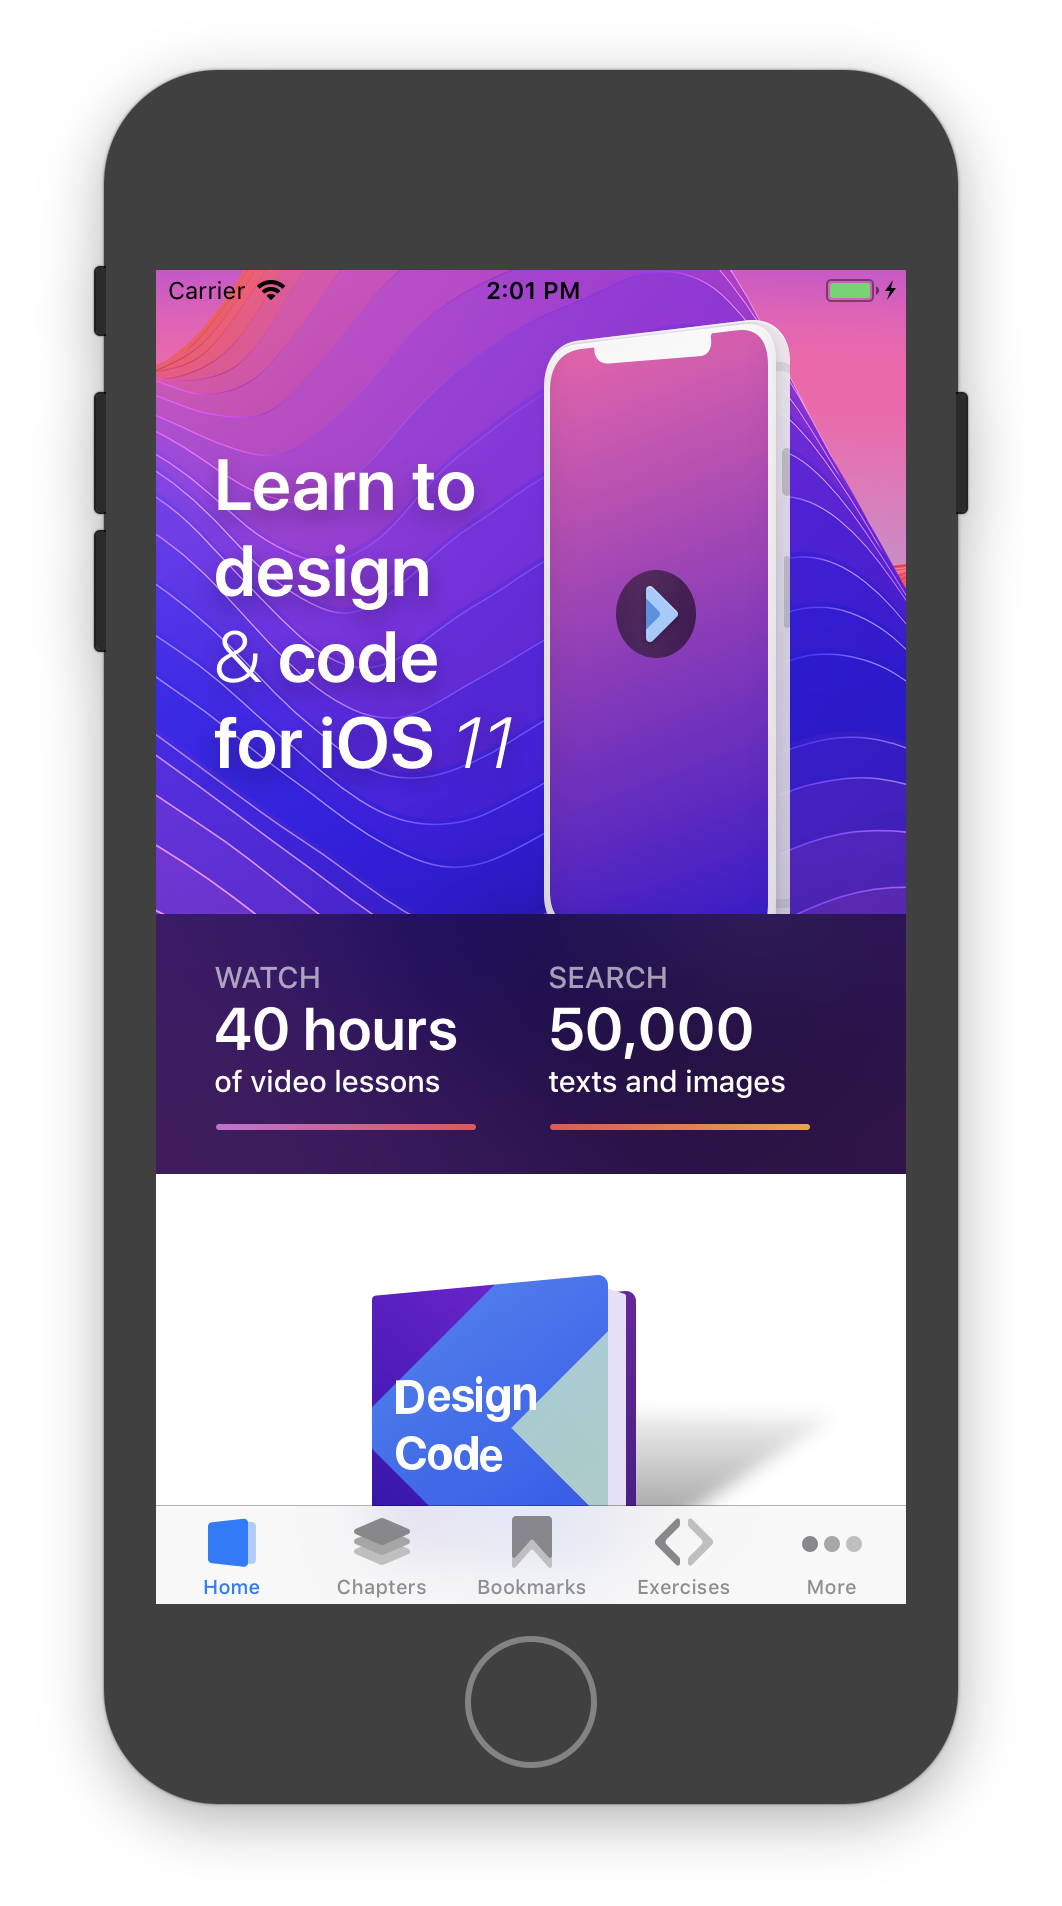 Carrier 2:01 PM
Learn to
design
& code
for iOS 11
WATCH
40 hours
of video lessons
SEARCH
50,000
texts and images
Design
Code
Home Chapters Bookmarks Exercises More